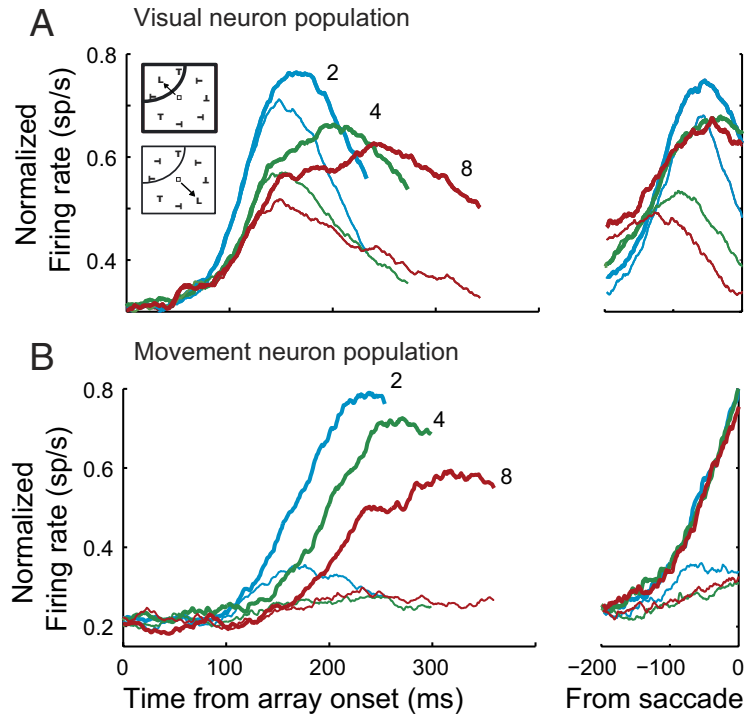 A
Visual neuron population
Normalized
Firing rate (sp/s)
0.8
0.6
0.4
2
4
8
B
Movement neuron population
Normalized
Firing rate (sp/s)
0.8
0.6
0.4
0.2
2
4
8
0
100
200
300
Time from array onset (ms)
−200
−100
0
From saccade